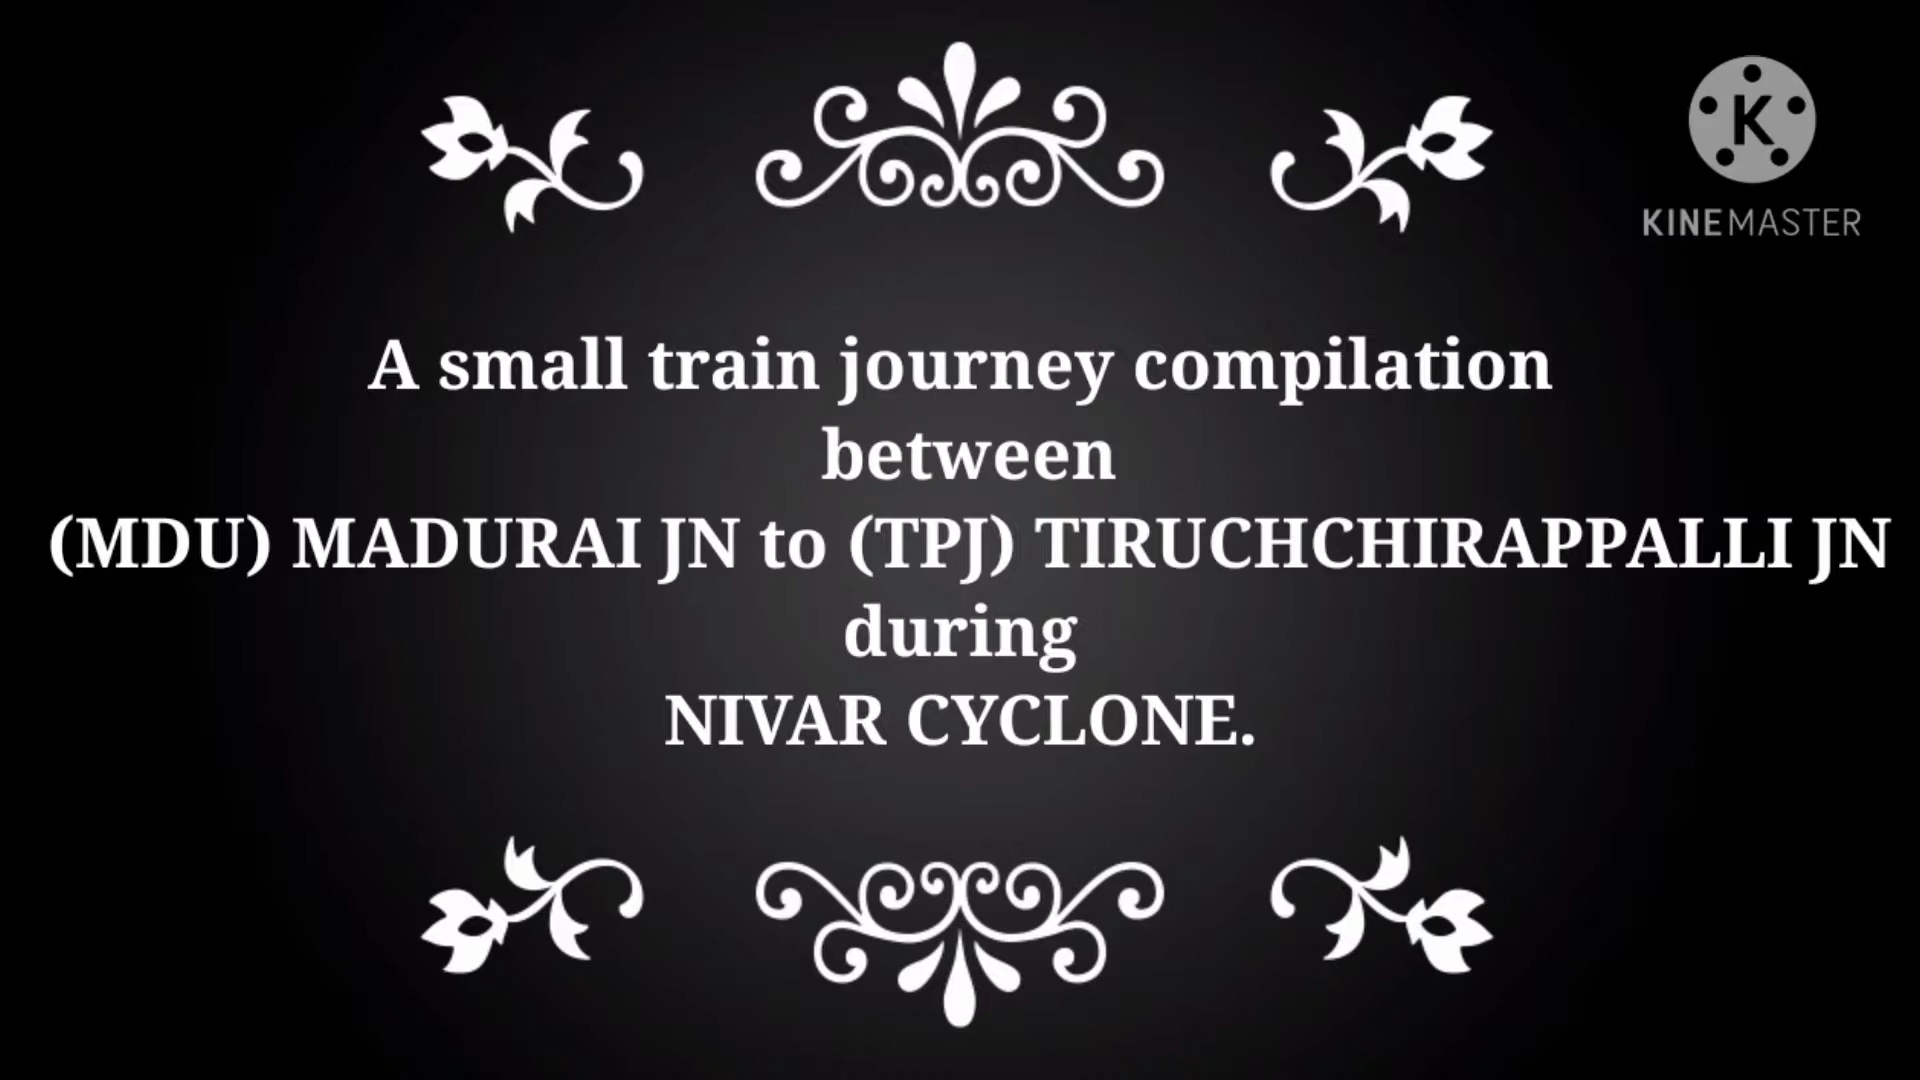 K
KINEMASTER
A small train journey compilation
between
(MDU) MADURAI JN to (TPJ) TIRUCHCHIRAPPALLI JN
during
NIVAR CYCLONE.